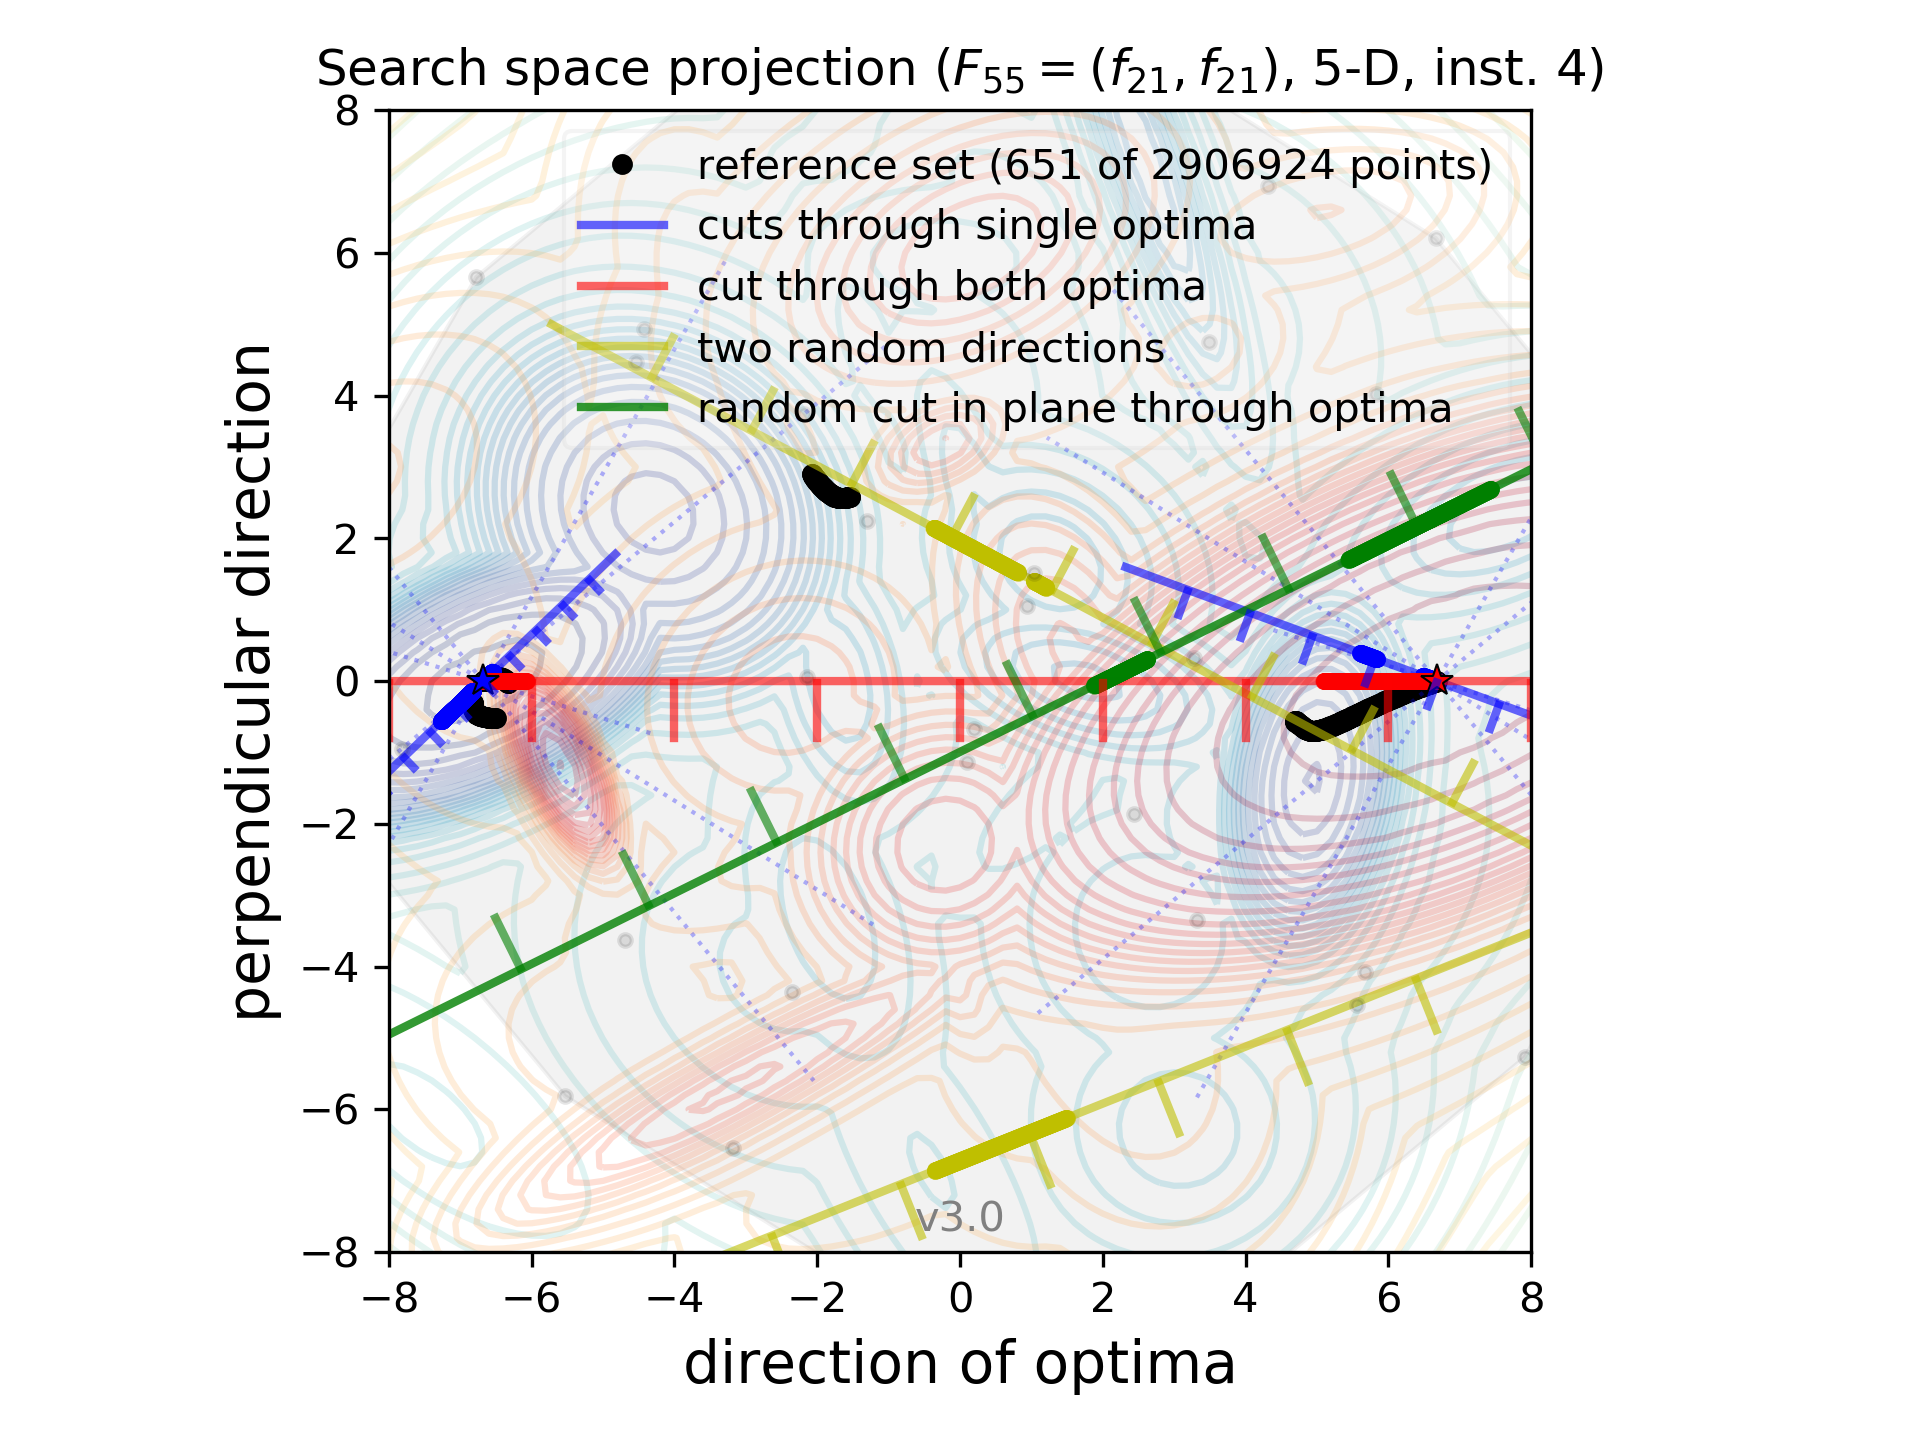 Search space projection (F₅₅ = (f₂₁, f₂₁), 5-D, inst. 4)
reference set (651 of 2906924 points)
cuts through single optima
cut through both optima
two random directions
random cut in plane through optima
8
6
4
2
0
−2
−4
−6
−8
perpendicular direction
v3.0
−8 −6 −4 −2 0 2 4 6 8
direction of optima